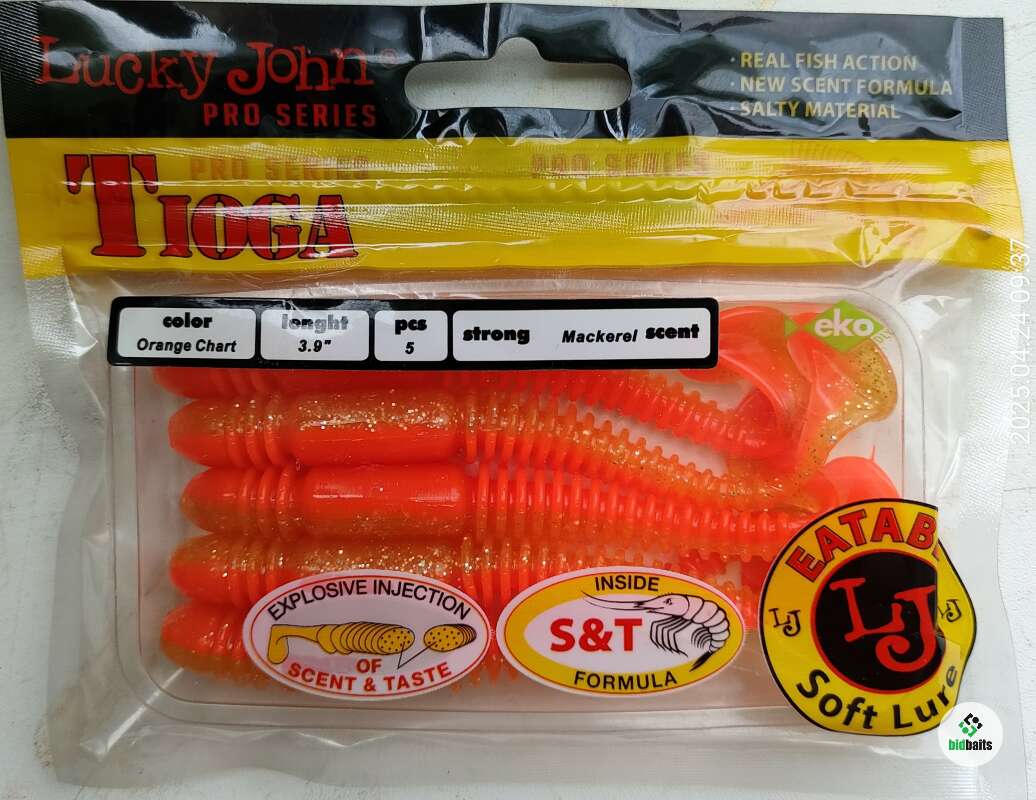 Lucky John®
PRO SERIES
· REAL FISH ACTION
· NEW SCENT FORMULA
· SALTY MATERIAL
PRO SERIES
PRO SERIES
TIOGA
color
Orange Chart
longht
3.9"
pcs
5
strong Mackerel scent
eko
2025.04.24 09:37
EXPLOSIVE INJECTION
OF
SCENT & TASTE
INSIDE
S&T
FORMULA
EATAB
LJ
LJ
LJ
Soft Lure
bidbaits